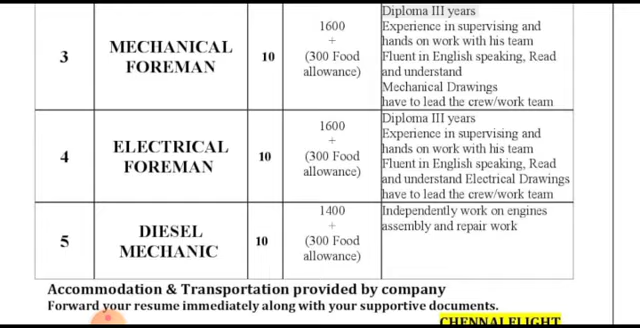 3
MECHANICAL
FOREMAN
10
1600
+
(300 Food
allowance)
Diploma III years
Experience in supervising and
hands on work with his team
Fluent in English speaking, Read
and understand
Mechanical Drawings
have to lead the crew/work team
4
ELECTRICAL
FOREMAN
10
1600
+
(300 Food
allowance)
Diploma III years
Experience in supervising and
hands on work with his team
Fluent in English speaking, Read
and understand Electrical Drawings
have to lead the crew/work team
5
DIESEL
MECHANIC
10
1400
+
(300 Food
allowance)
Independently work on engines
assembly and repair work
Accommodation & Transportation provided by company
Forward your resume immediately along with your supportive documents.
CHENNAI FLIGHT